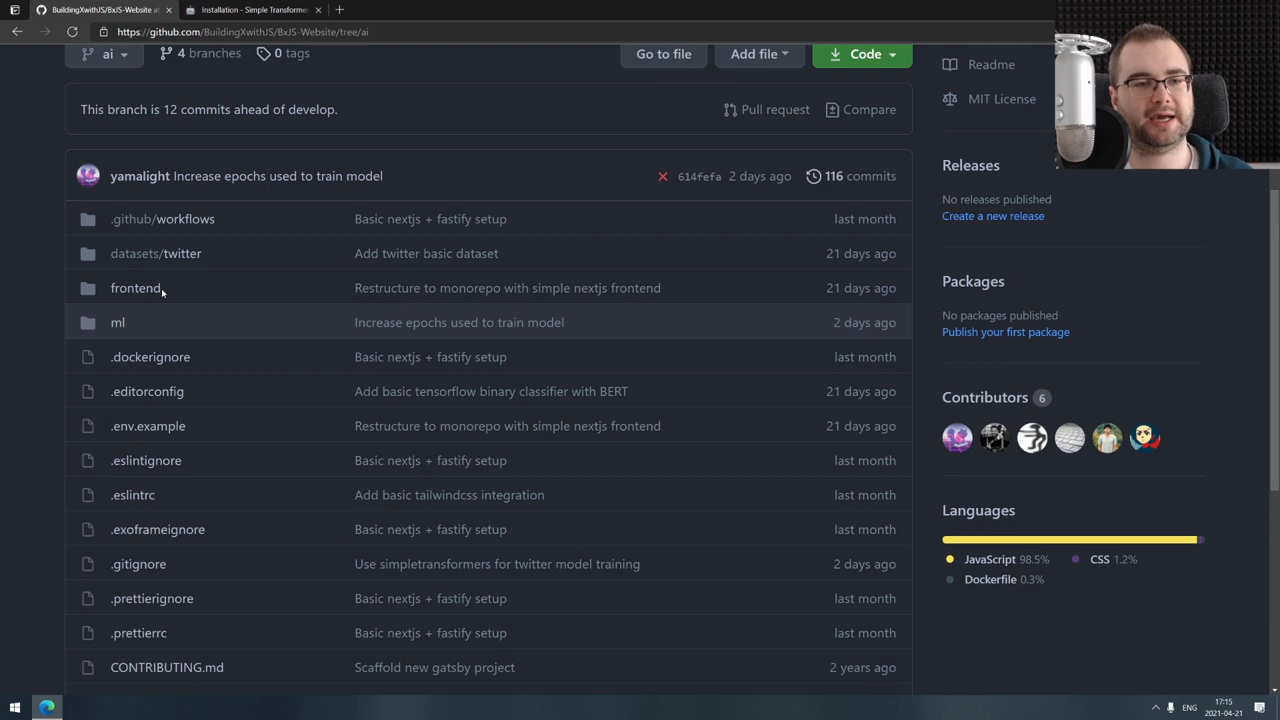 BuildingXwithJS/BxJS-Website at
Installation - Simple Transforme
https://github.com/BuildingXwithJS/BxJS-Website/tree/ai
ai
4 branches
0 tags
Go to file
Add file
Code
This branch is 12 commits ahead of develop.
Pull request
Compare
yamalight Increase epochs used to train model
614fefa 2 days ago
116 commits
.github/workflows
Basic nextjs + fastify setup
last month
datasets/twitter
Add twitter basic dataset
21 days ago
frontend
Restructure to monorepo with simple nextjs frontend
21 days ago
ml
Increase epochs used to train model
2 days ago
.dockerignore
Basic nextjs + fastify setup
last month
.editorconfig
Add basic tensorflow binary classifier with BERT
21 days ago
.env.example
Restructure to monorepo with simple nextjs frontend
21 days ago
.eslintignore
Basic nextjs + fastify setup
last month
.eslintrc
Add basic tailwindcss integration
last month
.exoframeignore
Basic nextjs + fastify setup
last month
.gitignore
Use simpletransformers for twitter model training
2 days ago
.prettierignore
Basic nextjs + fastify setup
last month
.prettierrc
Basic nextjs + fastify setup
last month
CONTRIBUTING.md
Scaffold new gatsby project
2 years ago
Readme
MIT License
Releases
No releases published
Create a new release
Packages
No packages published
Publish your first package
Contributors 6
Languages
JavaScript 98.5%
CSS 1.2%
Dockerfile 0.3%
ENG
17:15
2021-04-21